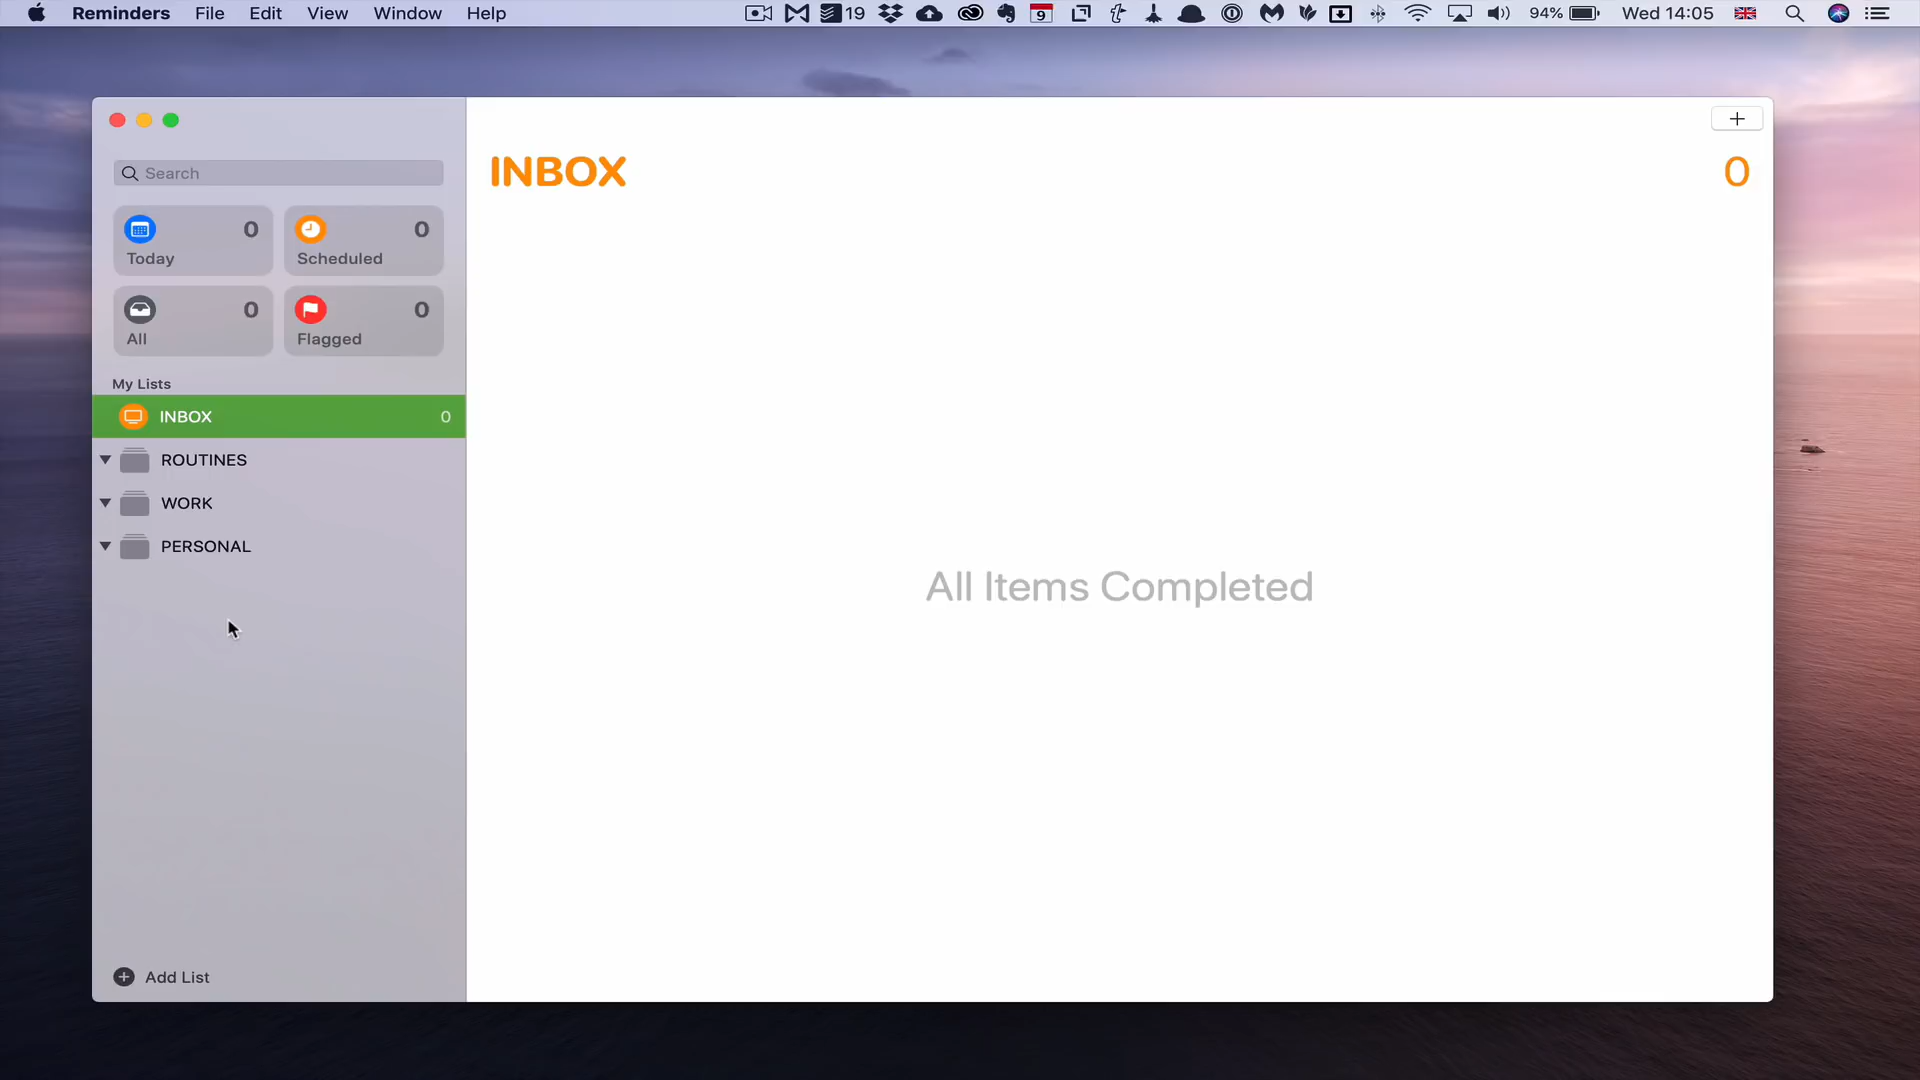 Reminders File Edit View Window Help 19 9 94% Wed 14:05
Search
Today 0
Scheduled 0
All 0
Flagged 0
My Lists
INBOX 0
ROUTINES
WORK
PERSONAL
Add List
INBOX 0
All Items Completed